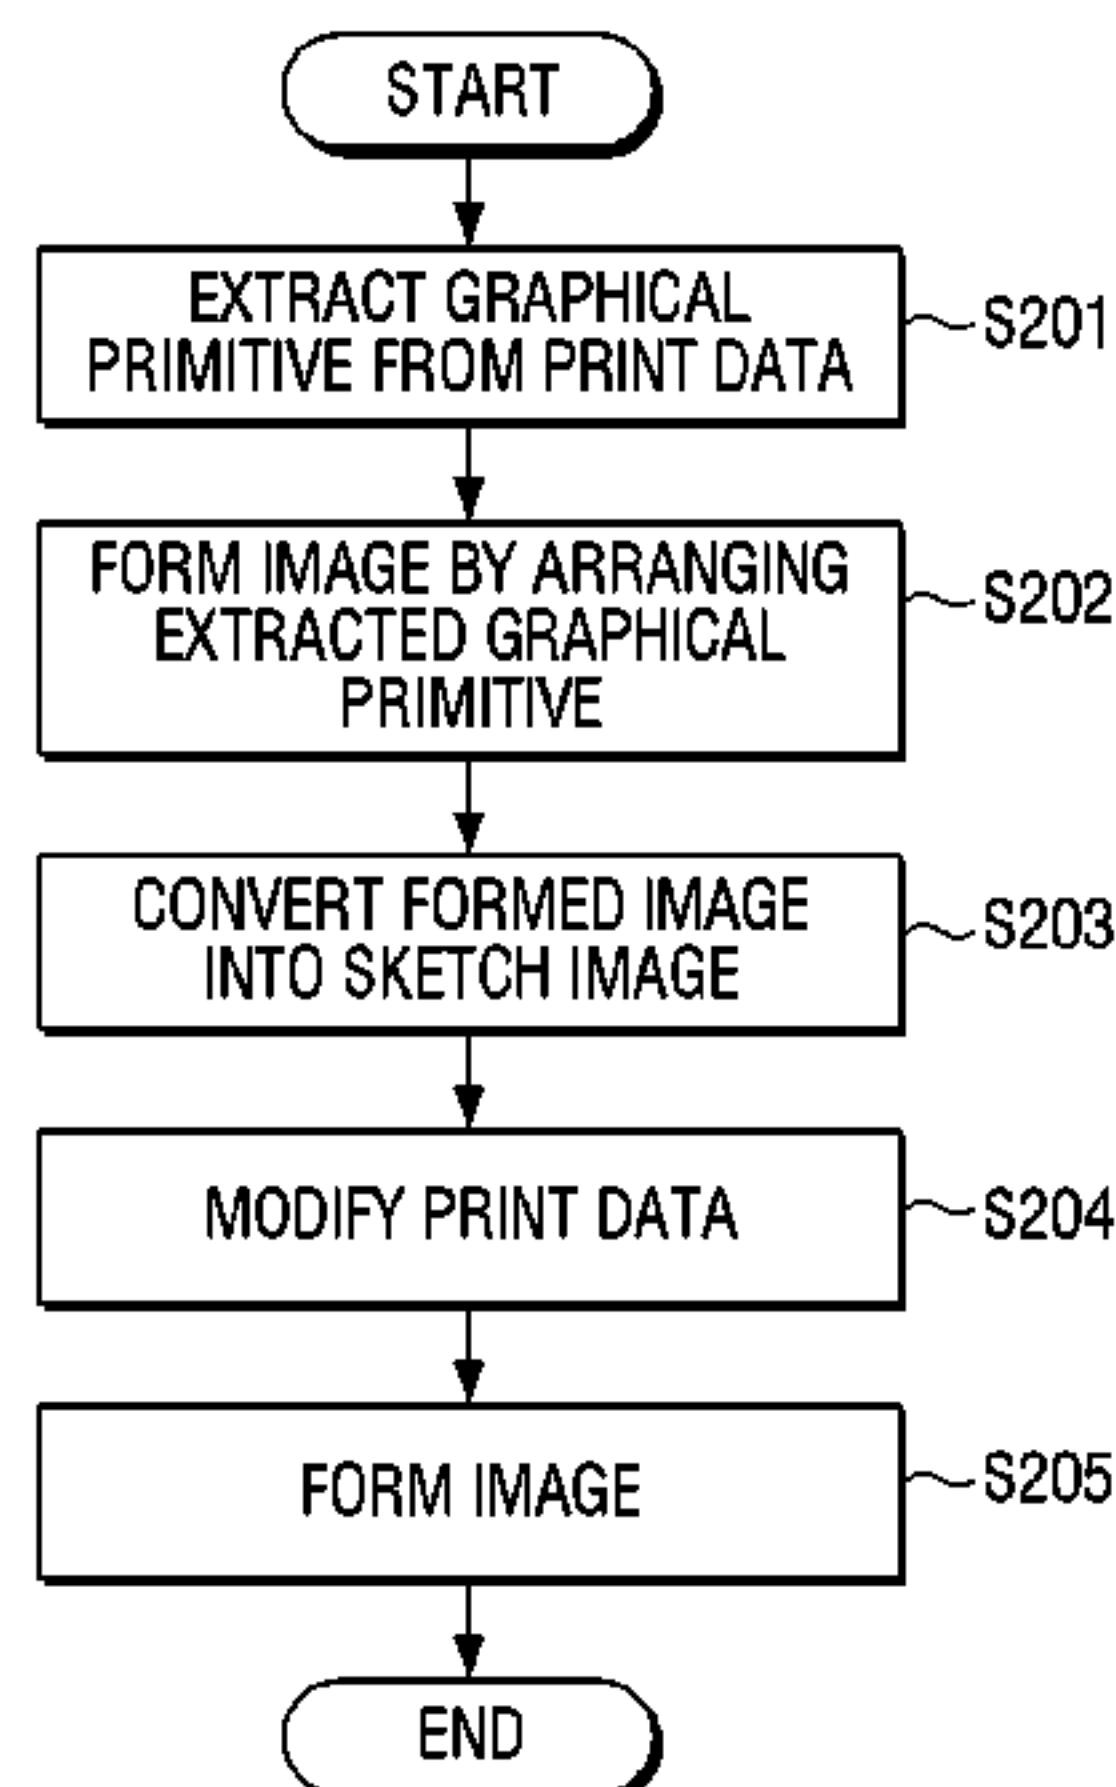 START
EXTRACT GRAPHICAL
PRIMITIVE FROM PRINT DATA
S201
FORM IMAGE BY ARRANGING
EXTRACTED GRAPHICAL
PRIMITIVE
S202
CONVERT FORMED IMAGE
INTO SKETCH IMAGE
S203
MODIFY PRINT DATA
S204
FORM IMAGE
S205
END